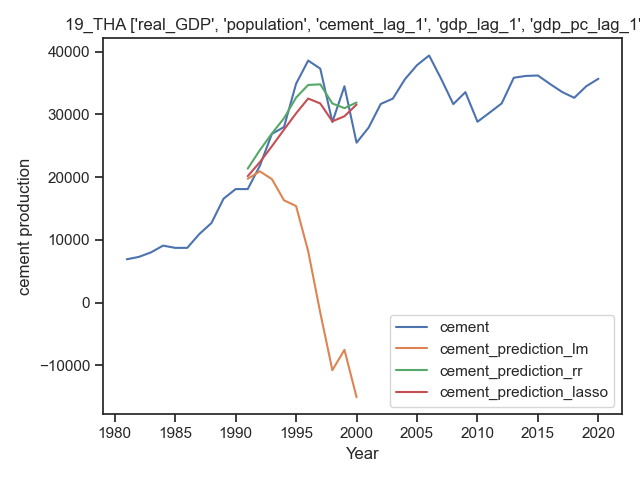 19_THA ['real_GDP', 'population', 'cement_lag_1', 'gdp_lag_1', 'gdp_pc_lag_1'
40000
30000
20000
10000
0
−10000
cement production
cement
cement_prediction_lm
cement_prediction_rr
cement_prediction_lasso
1980 1985 1990 1995 2000 2005 2010 2015 2020
Year